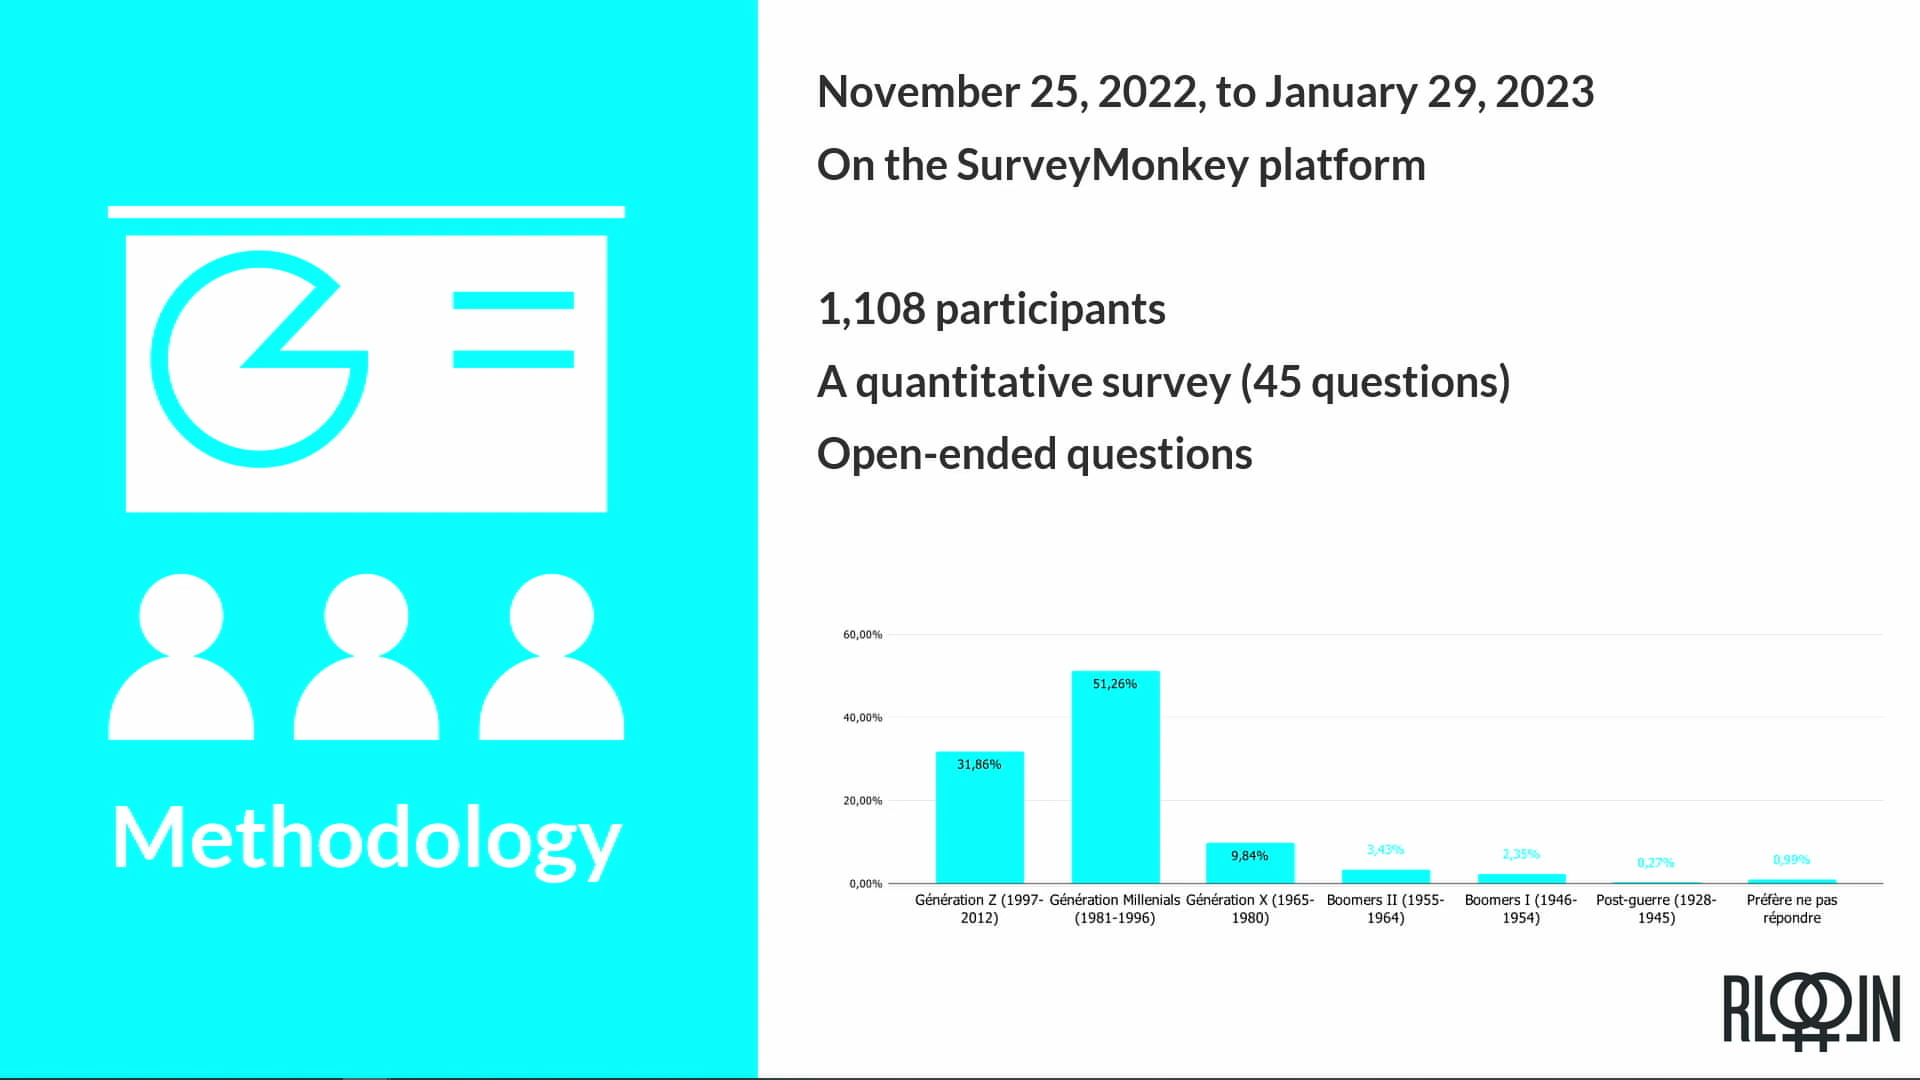 November 25, 2022, to January 29, 2023
On the SurveyMonkey platform
1,108 participants
A quantitative survey (45 questions)
Open-ended questions
Methodology
60,00%
40,00%
20,00%
0,00%
31,86%
51,26%
9,84%
3,43%
2,35%
0,27%
0,99%
Génération Z (1997-
2012)
Génération Millenials
(1981-1996)
Génération X (1965-
1980)
Boomers II (1955-
1964)
Boomers I (1946-
1954)
Post-guerre (1928-
1945)
Préfère ne pas
répondre